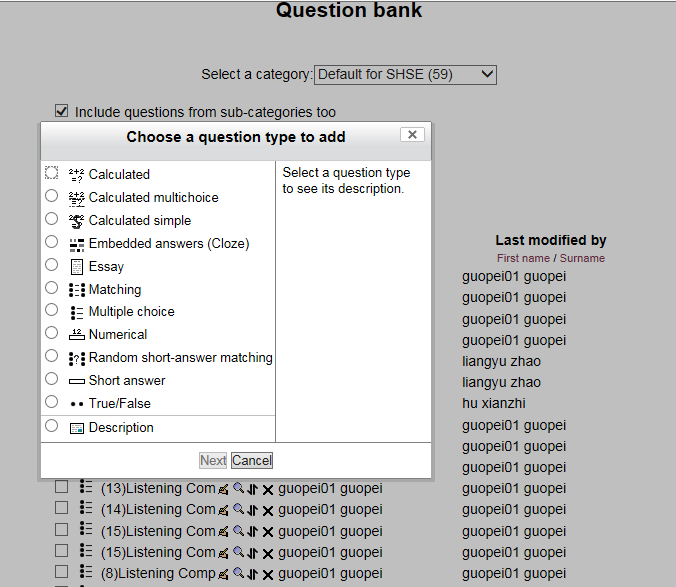 Question bank
Select a category: Default for SHSE (59)
Include questions from sub-categories too
Choose a question type to add
Calculated
Calculated multichoice
Calculated simple
Embedded answers (Cloze)
Essay
Matching
Multiple choice
Numerical
Random short-answer matching
Short answer
True/False
Description
Select a question type
to see its description.
Next Cancel
Last modified by
First name / Surname
guopei01 guopei
guopei01 guopei
guopei01 guopei
guopei01 guopei
liangyu zhao
liangyu zhao
hu xianzhi
guopei01 guopei
guopei01 guopei
guopei01 guopei
(13)Listening Com guopei01 guopei guopei01 guopei
(14)Listening Com guopei01 guopei guopei01 guopei
(15)Listening Com guopei01 guopei guopei01 guopei
(15)Listening Com guopei01 guopei guopei01 guopei
(8)Listening Comp guopei01 guopei guopei01 guopei